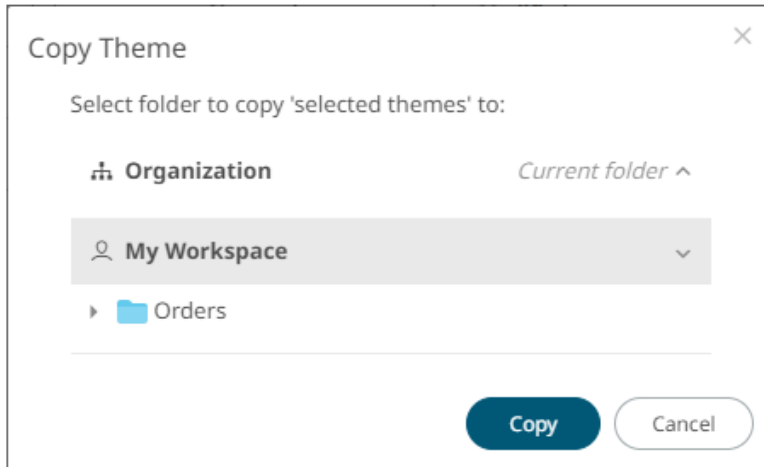 Copy Theme
Select folder to copy 'selected themes' to:
Organization Current folder
My Workspace
Orders
Copy Cancel